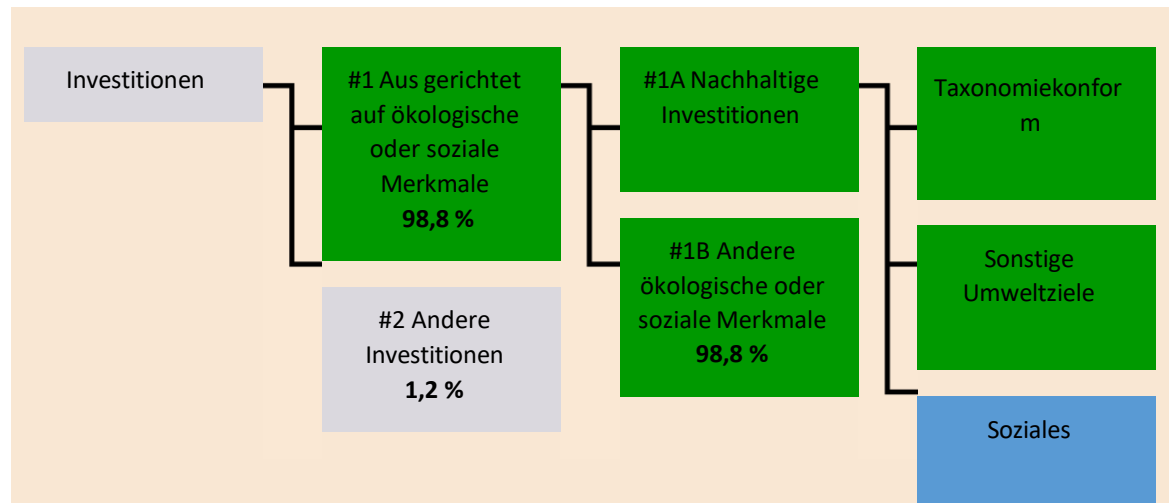 Investitionen
#1 Aus gerichtet
auf ökologische
oder soziale
Merkmale
98,8 %
#2 Andere
Investitionen
1,2 %
#1A Nachhaltige
Investitionen
#1B Andere
ökologische oder
soziale Merkmale
98,8 %
Taxonomiekonfor
m
Sonstige
Umweltziele
Soziales